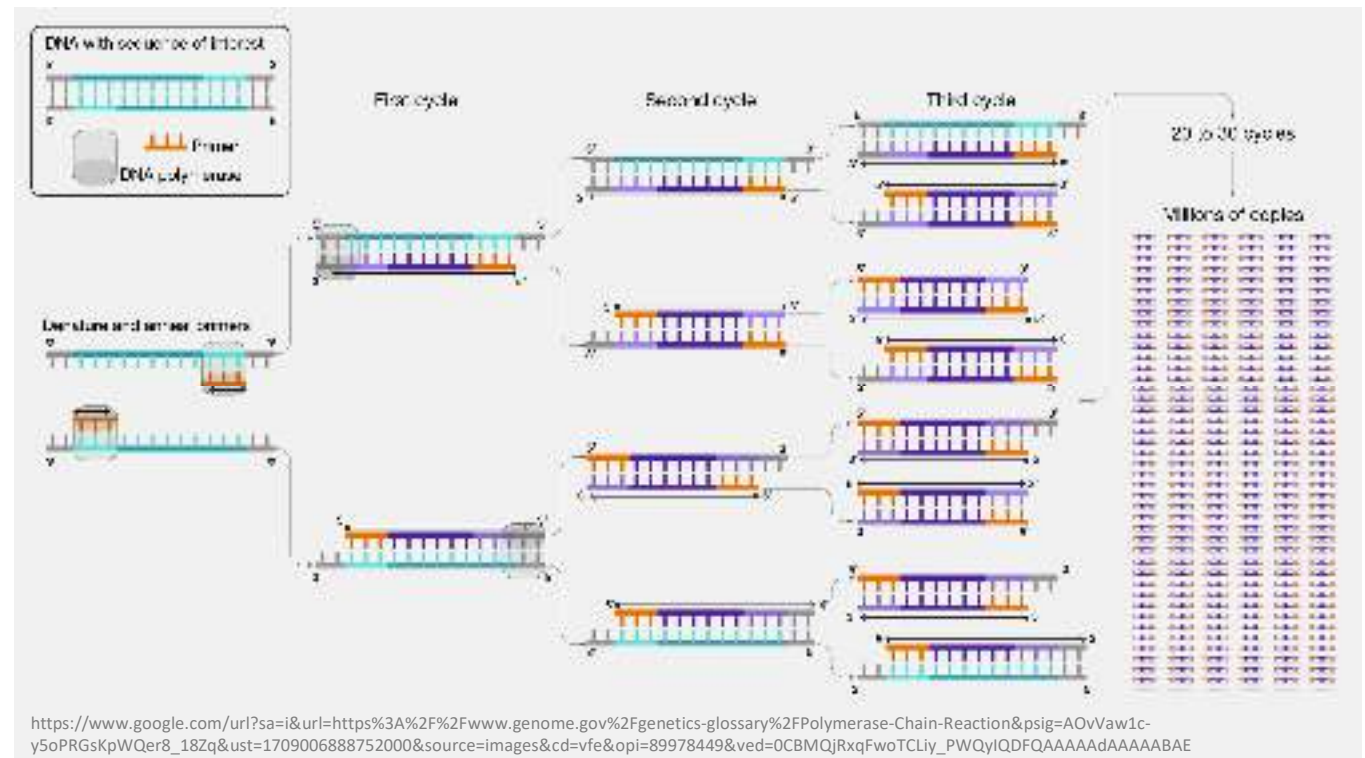 DNA with sequence of interest
Primer
DNA polymerase
First cycle
Second cycle
Third cycle
20 to 30 cycles
Millions of copies
Denature and anneal primers
https://www.google.com/url?sa=i&url=https%3A%2F%2Fwww.genome.gov%2Fgenetics-glossary%2FPolymerase-Chain-Reaction&psig=AOvVaw1c-
y5oPRGsKpWQer8_18Zq&ust=1709006888752000&source=images&cd=vfe&opi=89978449&ved=0CBMQjRxqFwoTCLiy_PWQyIQDFQAAAAAdAAAAABAE